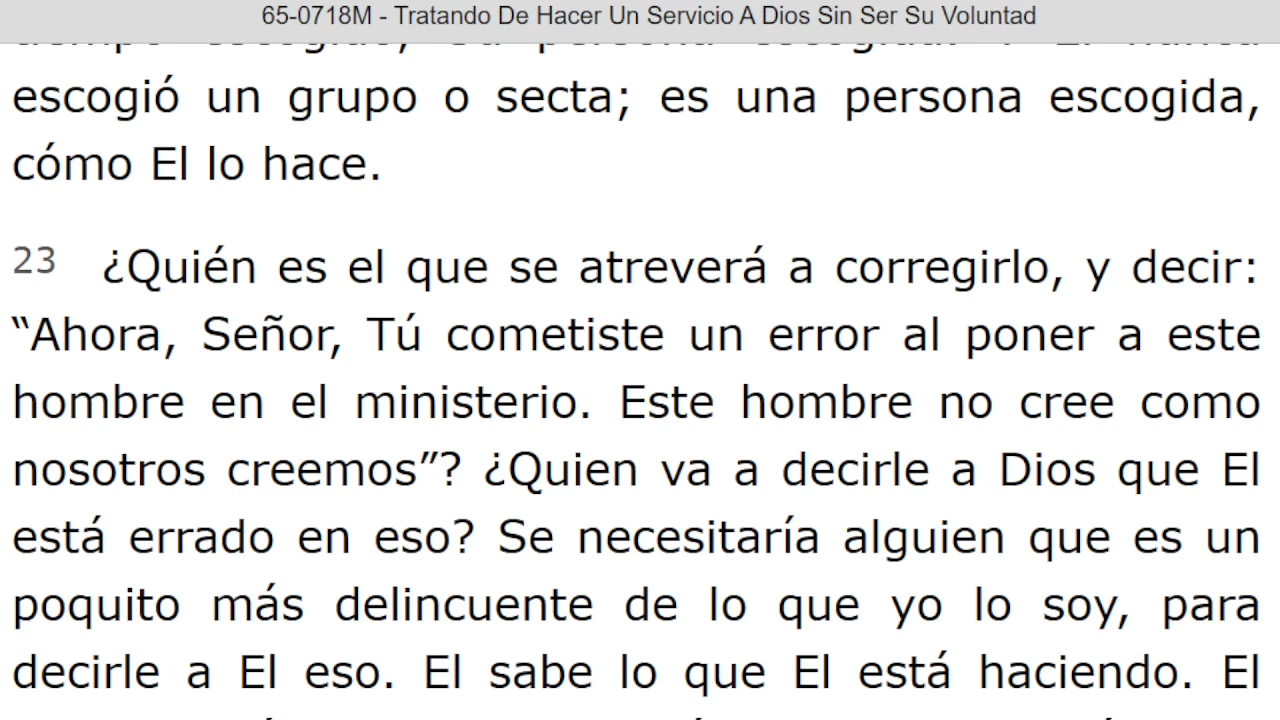 65-0718M - Tratando De Hacer Un Servicio A Dios Sin Ser Su Voluntad
escogió un grupo o secta; es una persona escogida,
cómo El lo hace.
23 ¿Quién es el que se atreverá a corregirlo, y decir:
“Ahora, Señor, Tú cometiste un error al poner a este
hombre en el ministerio. Este hombre no cree como
nosotros creemos”? ¿Quien va a decirle a Dios que El
está errado en eso? Se necesitaría alguien que es un
poquito más delincuente de lo que yo lo soy, para
decirle a El eso. El sabe lo que El está haciendo. El